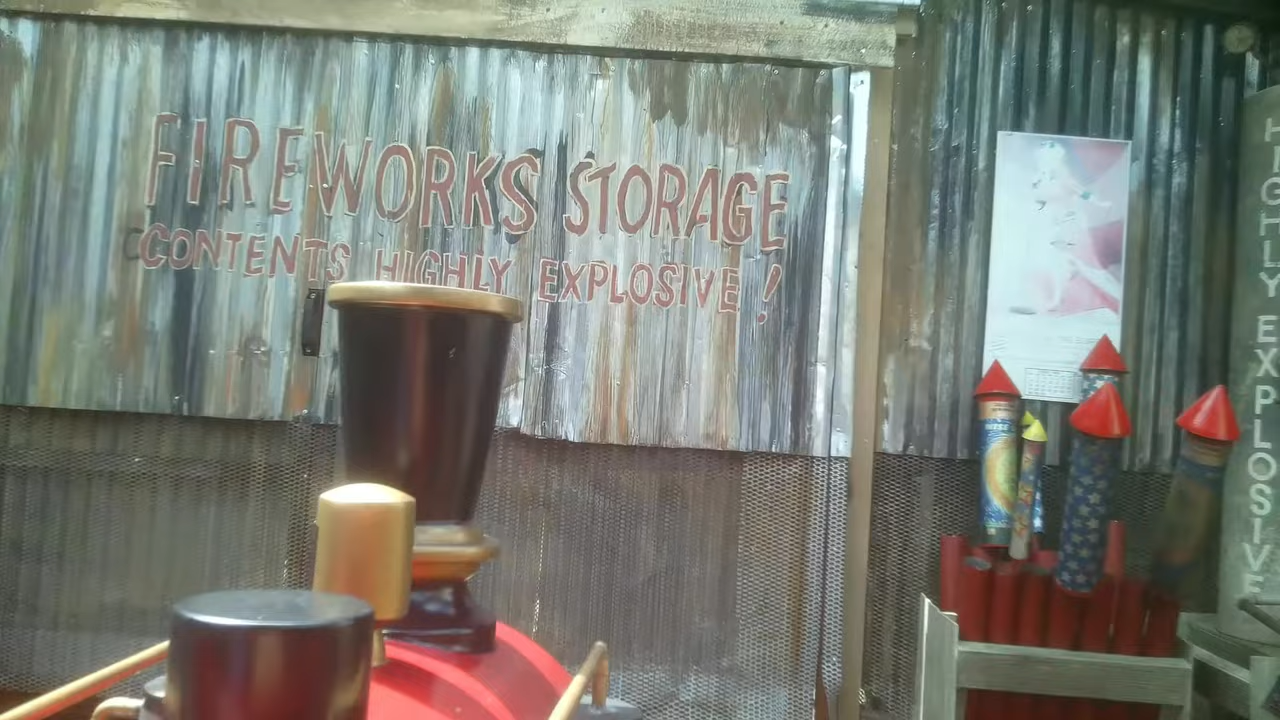 FIREWORKS STORAGE
CONTENTS HIGHLY EXPLOSIVE!
HIGHLY EXPLOSIVE